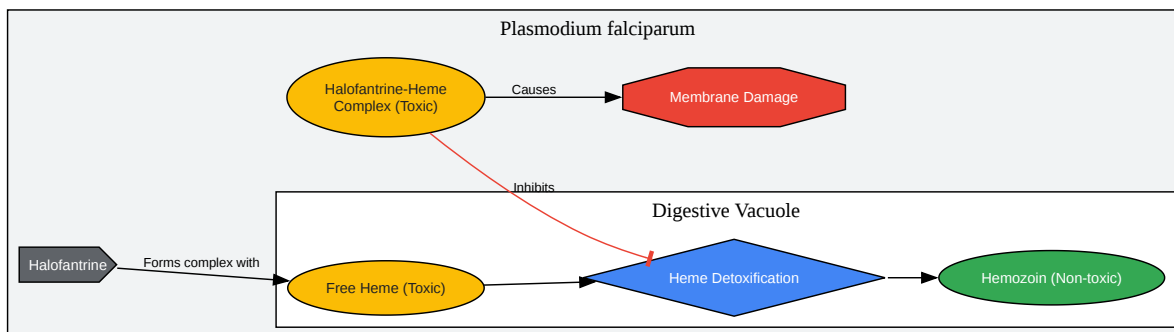 Plasmodium falciparum
Halofantrine-Heme
Complex (Toxic)
Causes
Membrane Damage
Inhibits
Digestive Vacuole
Halofantrine
Forms complex with
Free Heme (Toxic)
Heme Detoxification
Hemozoin (Non-toxic)